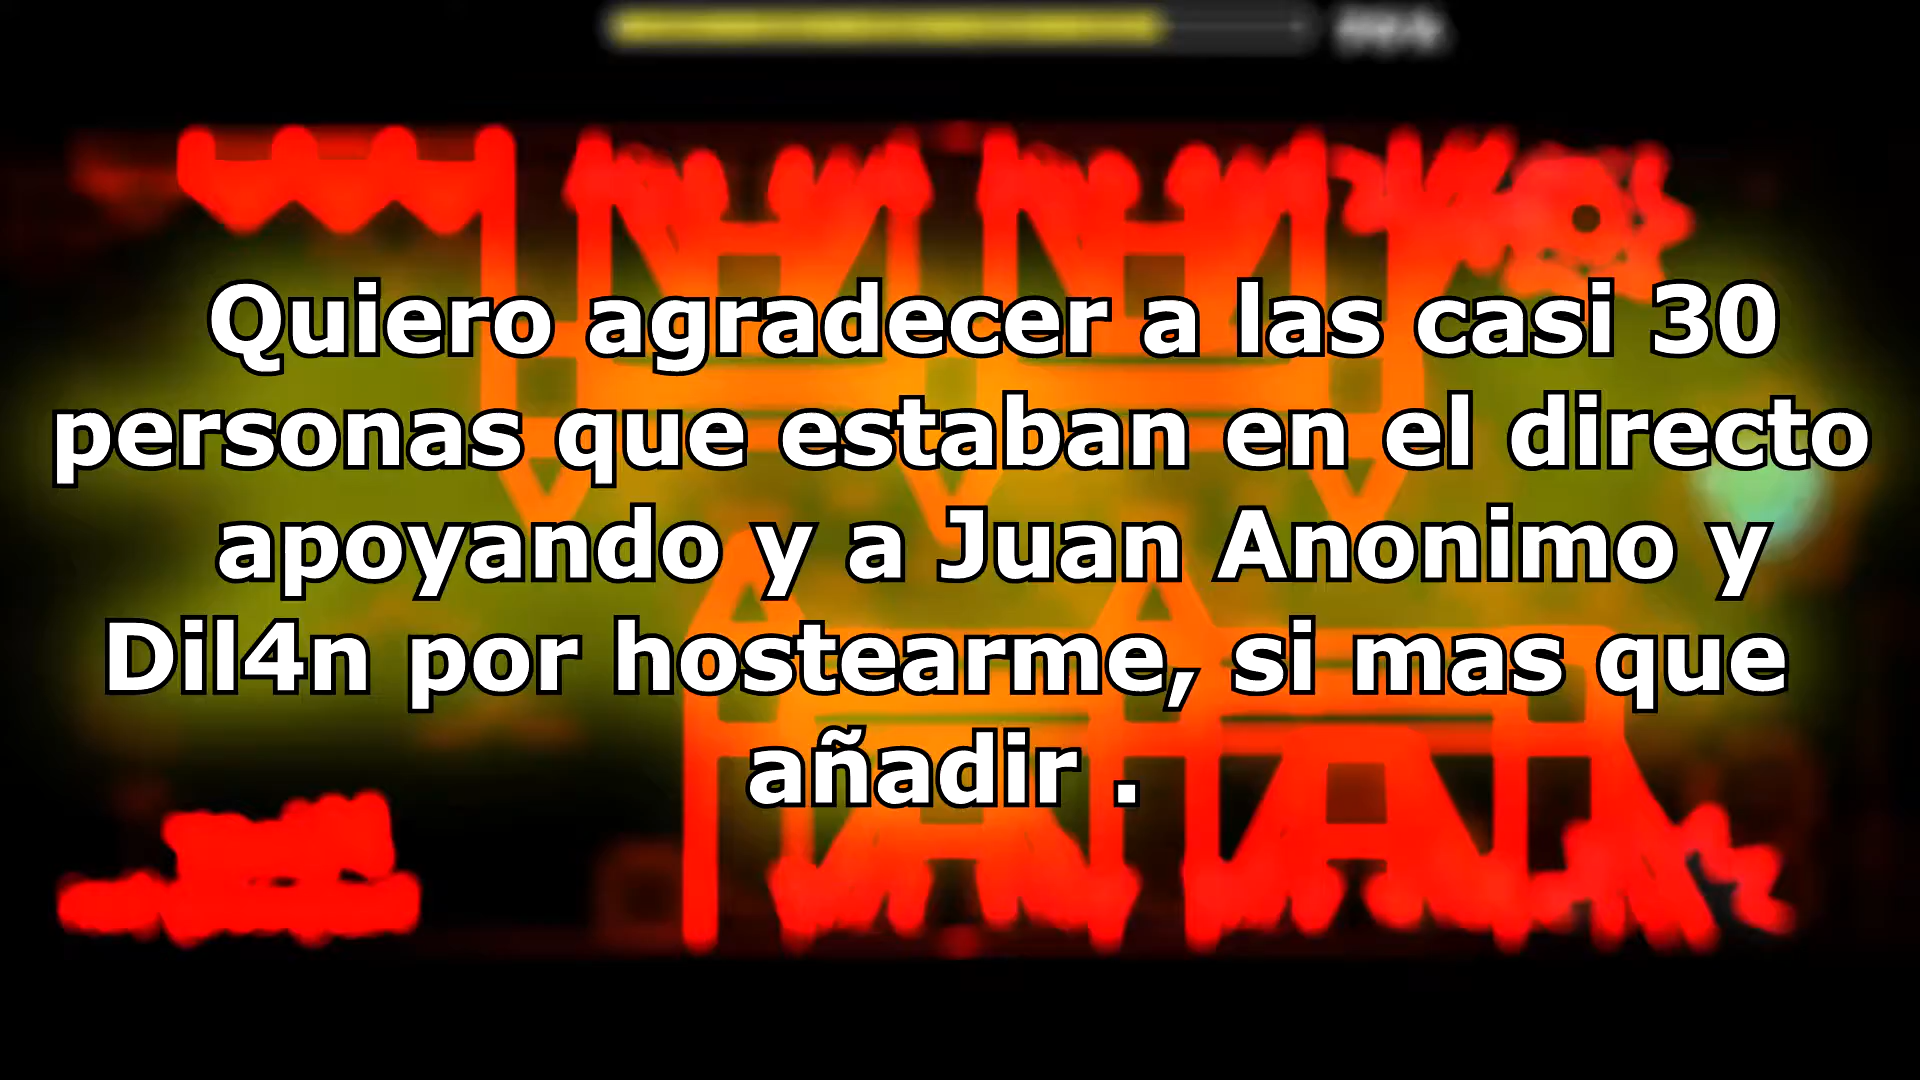 Quiero agradecer a las casi 30
personas que estaban en el directo
apoyando y a Juan Anonimo y
Dil4n por hostearme, si mas que
añadir .